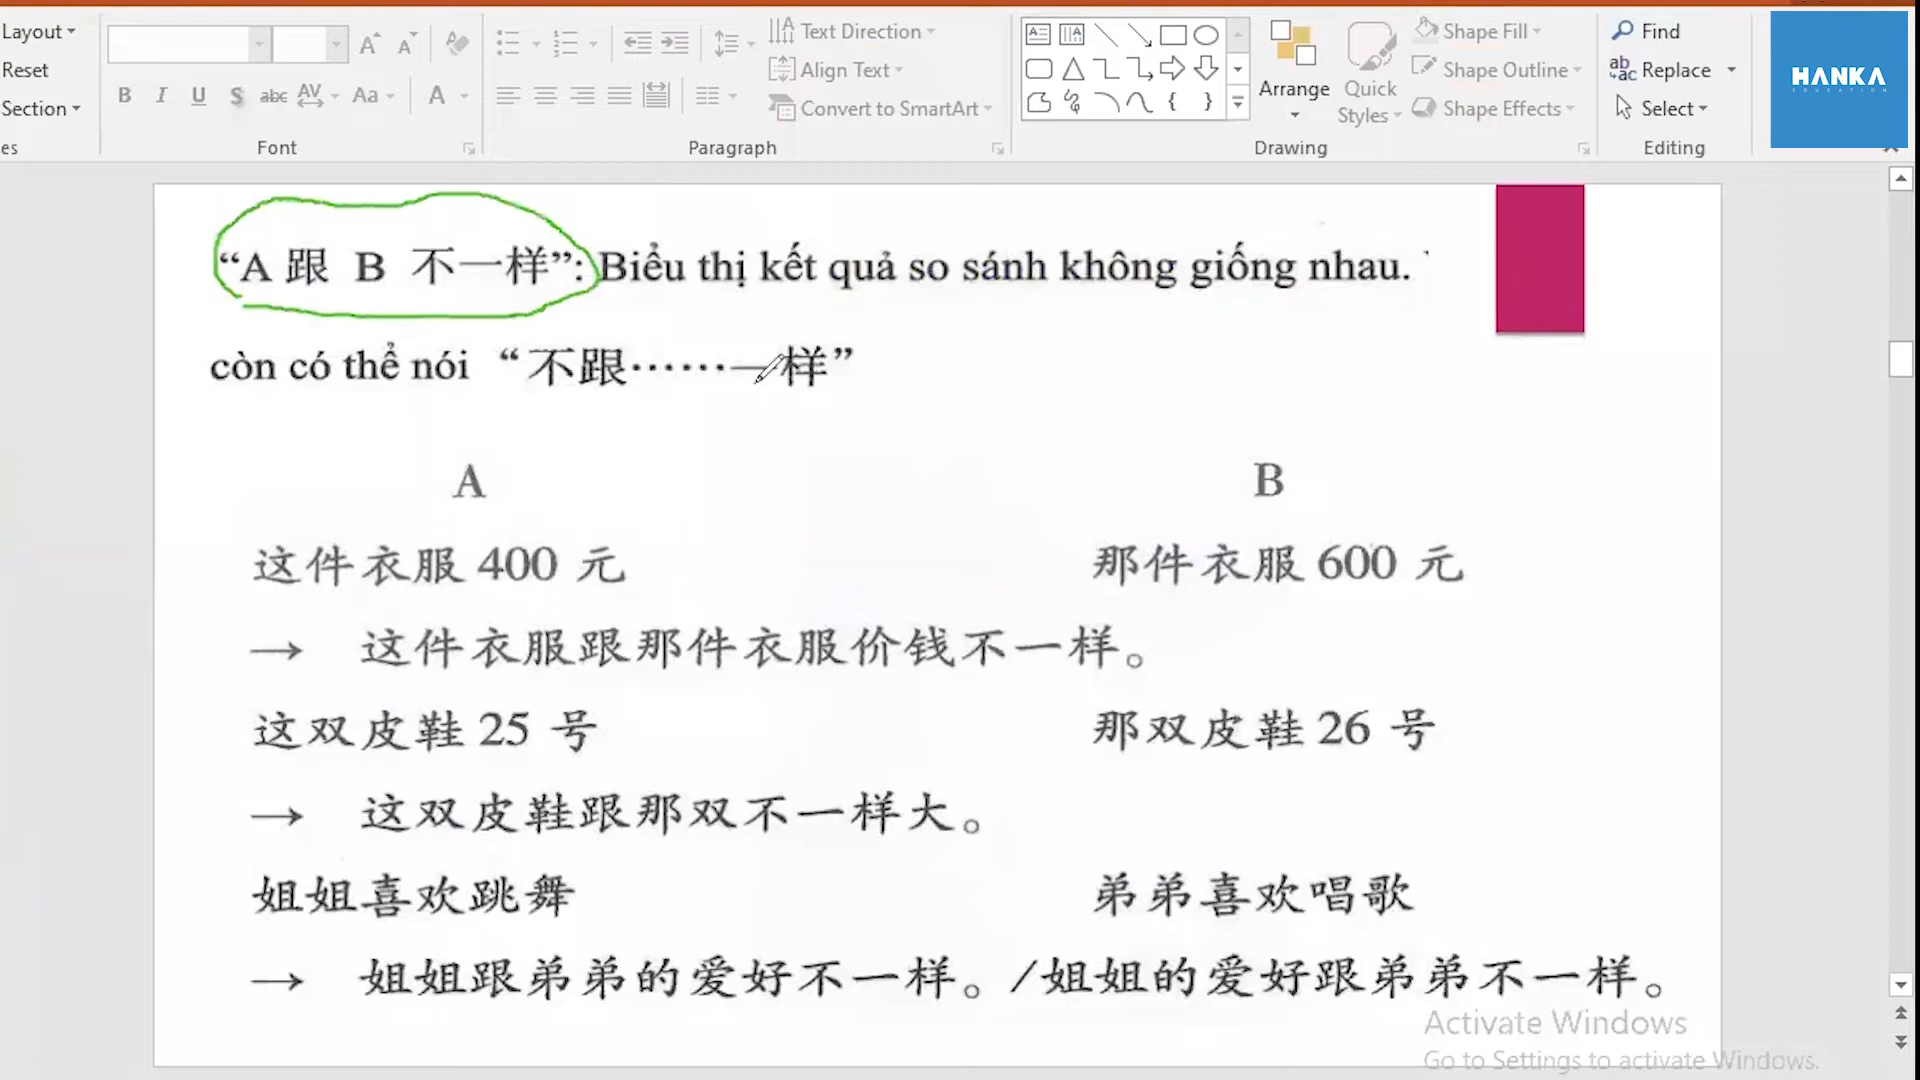 Layout
Reset
Section
es
Font
B I U S abc AV Aa A
Text Direction
Align Text
Convert to SmartArt
Paragraph
Arrange
Quick Styles
Shape Fill
Shape Outline
Shape Effects
Drawing
Find
Replace
Select
Editing
HANKA
EDUCATION
“A 跟 B 不一样”: Biểu thị kết quả so sánh không giống nhau.
còn có thể nói “不跟……一样”
A B
这件衣服 400 元 那件衣服 600 元
→ 这件衣服跟那件衣服价钱不一样。
这双皮鞋 25 号 那双皮鞋 26 号
→ 这双皮鞋跟那双不一样大。
姐姐喜欢跳舞 弟弟喜欢唱歌
→ 姐姐跟弟弟的爱好不一样。/姐姐的爱好跟弟弟不一样。
Activate Windows
Go to Settings to activate Windows.